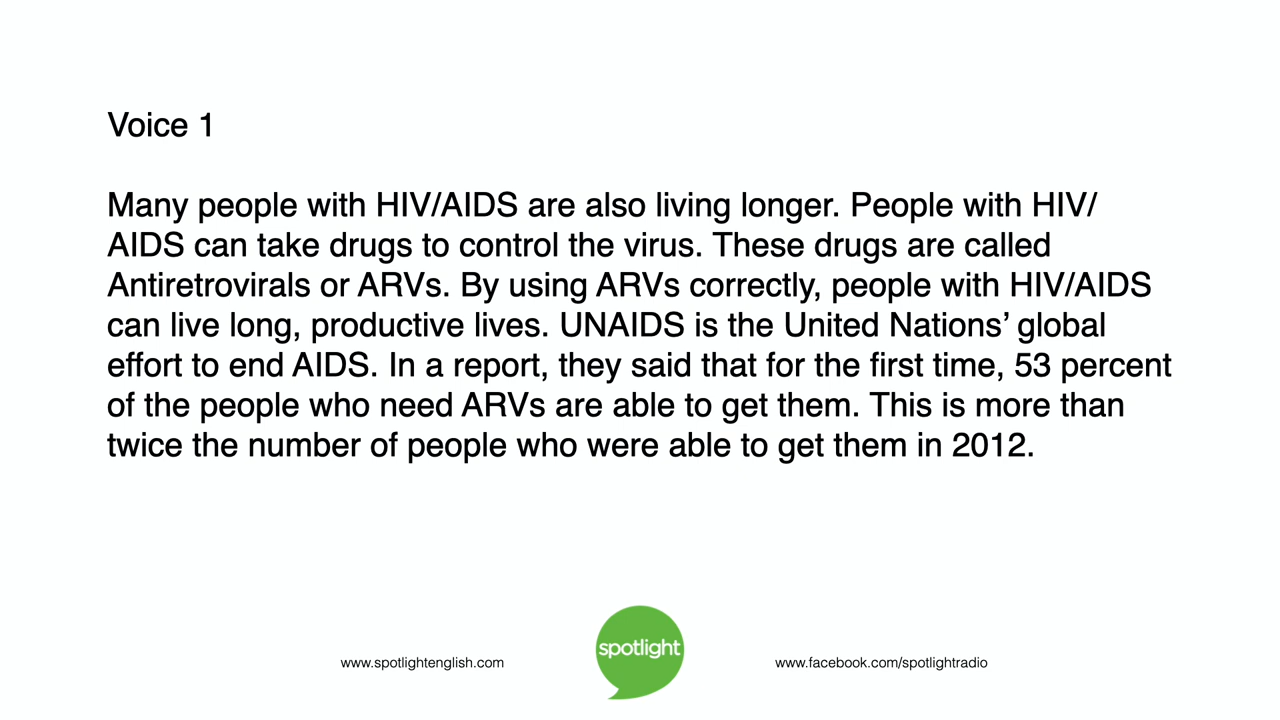 Voice 1
Many people with HIV/AIDS are also living longer. People with HIV/
AIDS can take drugs to control the virus. These drugs are called
Antiretrovirals or ARVs. By using ARVs correctly, people with HIV/AIDS
can live long, productive lives. UNAIDS is the United Nations’ global
effort to end AIDS. In a report, they said that for the first time, 53 percent
of the people who need ARVs are able to get them. This is more than
twice the number of people who were able to get them in 2012.
www.spotlightenglish.com
spotlight
www.facebook.com/spotlightradio